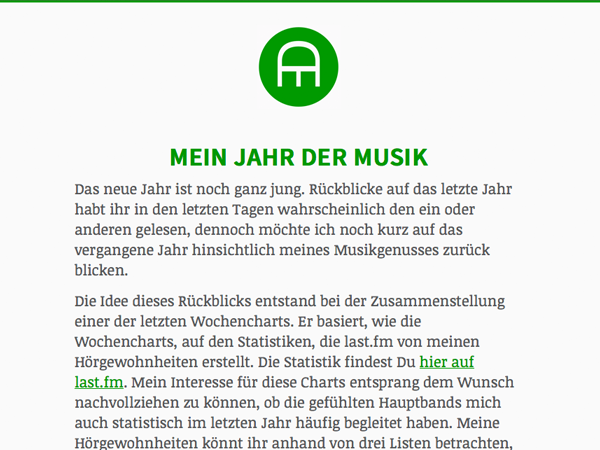 MEIN JAHR DER MUSIK
Das neue Jahr ist noch ganz jung. Rückblicke auf das letzte Jahr
habt ihr in den letzten Tagen wahrscheinlich den ein oder
anderen gelesen, dennoch möchte ich noch kurz auf das
vergangene Jahr hinsichtlich meines Musikgenusses zurück
blicken.
Die Idee dieses Rückblicks entstand bei der Zusammenstellung
einer der letzten Wochencharts. Er basiert, wie die
Wochencharts, auf den Statistiken, die last.fm von meinen
Hörgewohnheiten erstellt. Die Statistik findest Du hier auf
last.fm. Mein Interesse für diese Charts entsprang dem Wunsch
nachvollziehen zu können, ob die gefühlten Hauptbands mich
auch statistisch im letzten Jahr häufig begleitet haben. Meine
Hörgewohnheiten könnt ihr anhand von drei Listen betrachten,